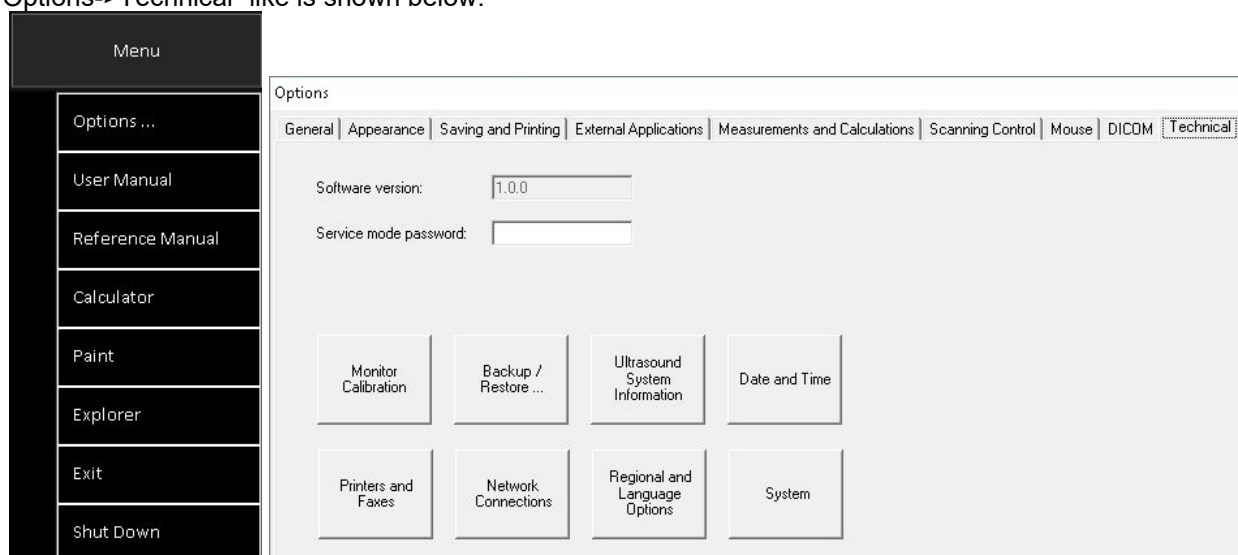 Options->Technical" like is shown below.
Menu
Options ...
User Manual
Reference Manual
Calculator
Paint
Explorer
Exit
Shut Down
Options
General
Appearance
Saving and Printing
External Applications
Measurements and Calculations
Scanning Control
Mouse
DICOM
Technical
Software version:
1.0.0
Service mode password:
Monitor
Calibration
Backup /
Restore ...
Ultrasound
System
Information
Date and Time
Printers and
Faxes
Network
Connections
Regional and
Language
Options
System